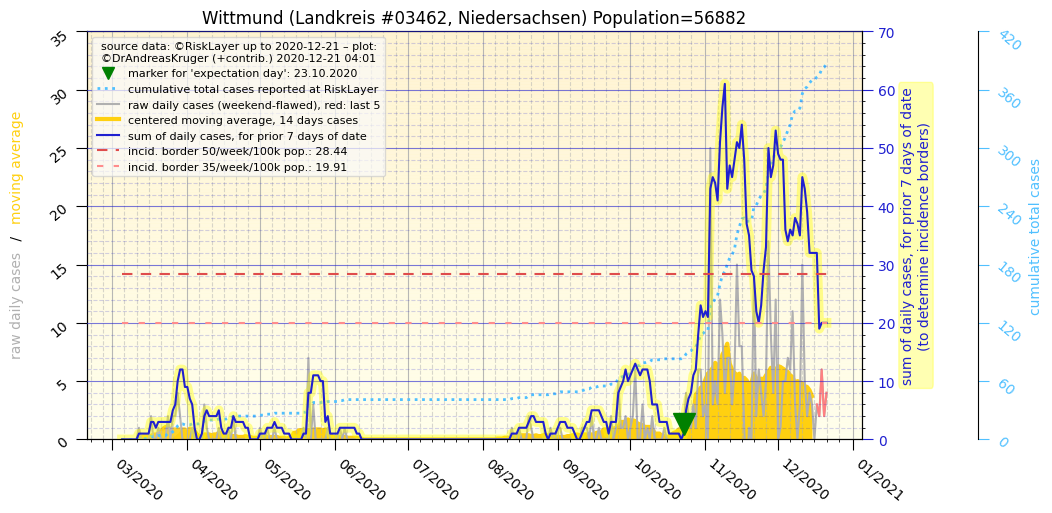 Wittmund (Landkreis #03462, Niedersachsen) Population=56882
source data: ©RiskLayer up to 2020-12-21 – plot:
©DrAndreasKruger (+contrib.) 2020-12-21 04:01
marker for 'expectation day': 23.10.2020
cumulative total cases reported at RiskLayer
raw daily cases (weekend-flawed), red: last 5
centered moving average, 14 days cases
sum of daily cases, for prior 7 days of date
incid. border 50/week/100k pop.: 28.44
incid. border 35/week/100k pop.: 19.91
raw daily cases / moving average
35
30
25
20
15
10
5
0
03/2020
04/2020
05/2020
06/2020
07/2020
08/2020
09/2020
10/2020
11/2020
12/2020
01/2021
70
60
50
40
30
20
10
0
sum of daily cases, for prior 7 days of date
(to determine incidence borders)
420
360
300
240
180
120
60
0
cumulative total cases